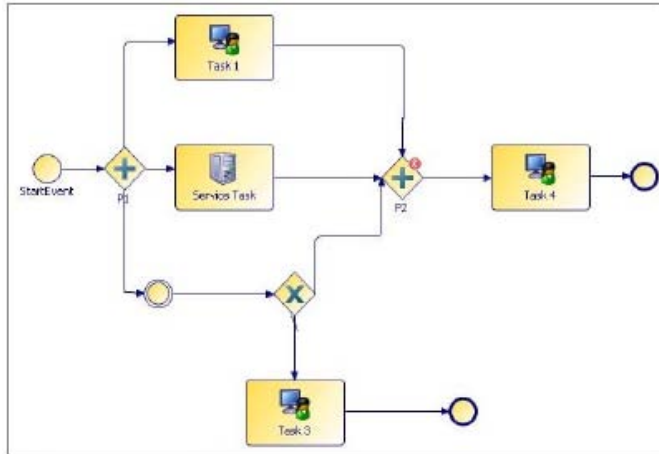 Task 1
StartEvent
P1
Service Task
P2
Task 4
Task 3